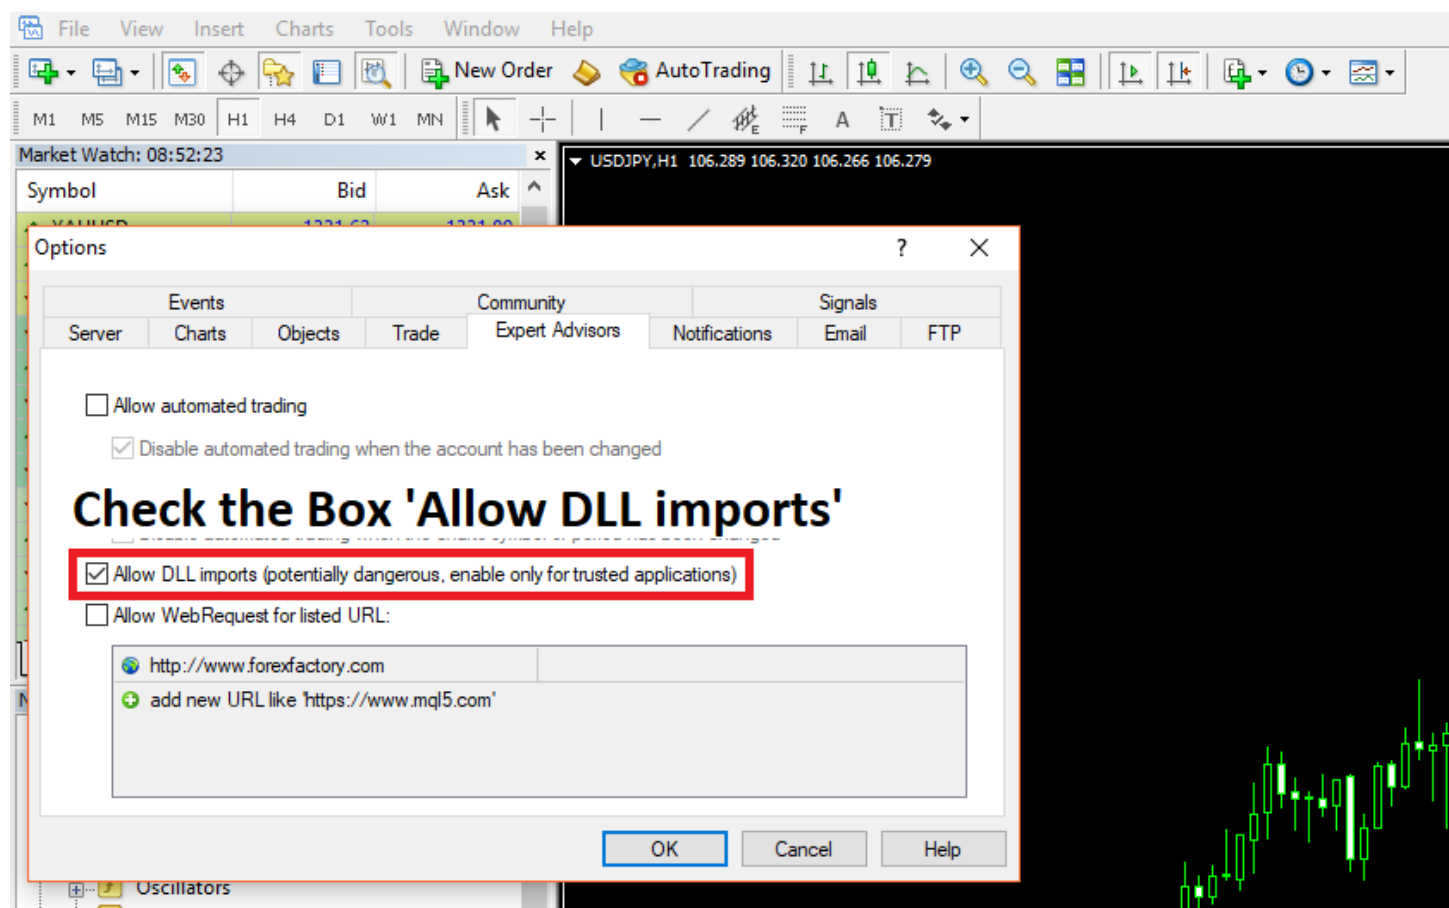 File View Insert Charts Tools Window Help
New Order AutoTrading
M1 M5 M15 M30 H1 H4 D1 W1 MN E F A T
Market Watch: 08:52:23
USDJPY,H1 106.289 106.320 106.266 106.279
Symbol Bid Ask
XAUUSD
Options
Events Community Signals
Server Charts Objects Trade Expert Advisors Notifications Email FTP
Allow automated trading
Disable automated trading when the account has been changed
Check the Box 'Allow DLL imports'
Allow DLL imports (potentially dangerous, enable only for trusted applications)
Allow WebRequest for listed URL:
http://www.forexfactory.com
add new URL like 'https://www.mql5.com'
OK Cancel Help
Oscillators